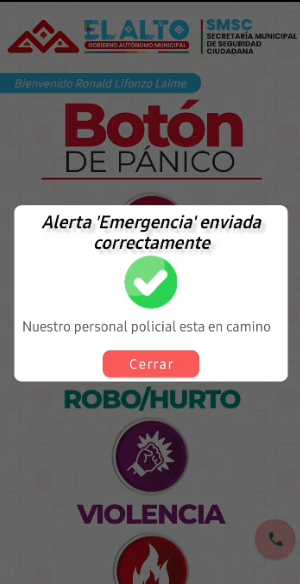 EL ALTO
GOBIERNO AUTÓNOMO MUNICIPAL
SMSC
SECRETARÍA MUNICIPAL
DE SEGURIDAD
CIUDADANA
Bienvenido Ronald Lifonzo Laime
Botón
DE PÁNICO
Alerta 'Emergencia' enviada
correctamente
Nuestro personal policial esta en camino
Cerrar
ROBO/HURTO
VIOLENCIA